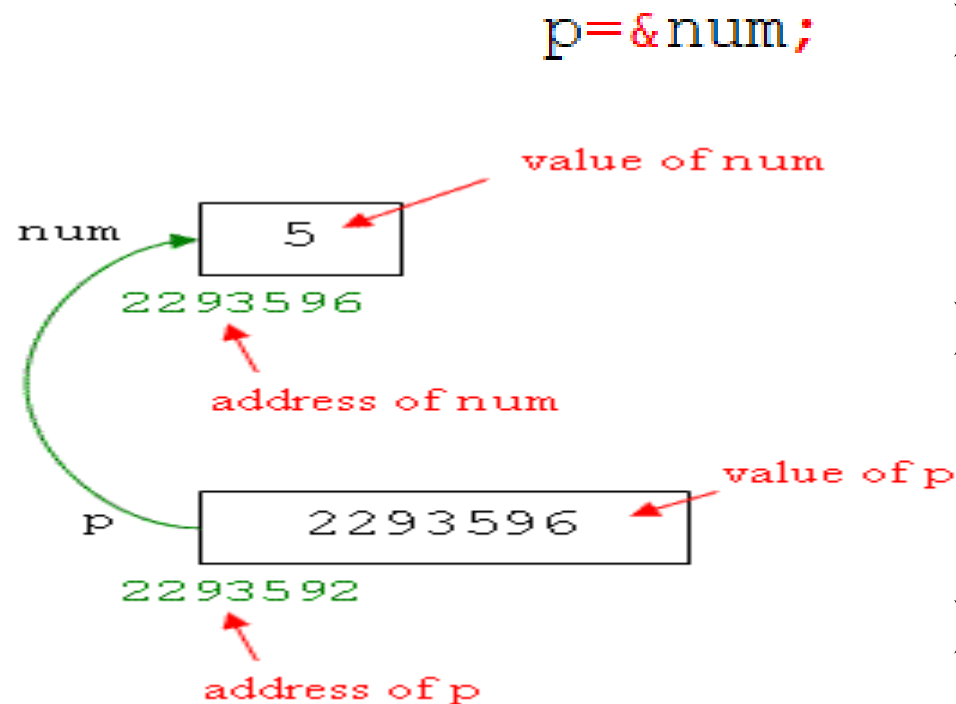 p=&num;
value of num
num
5
2293596
address of num
value of p
p
2293596
2293592
address of p